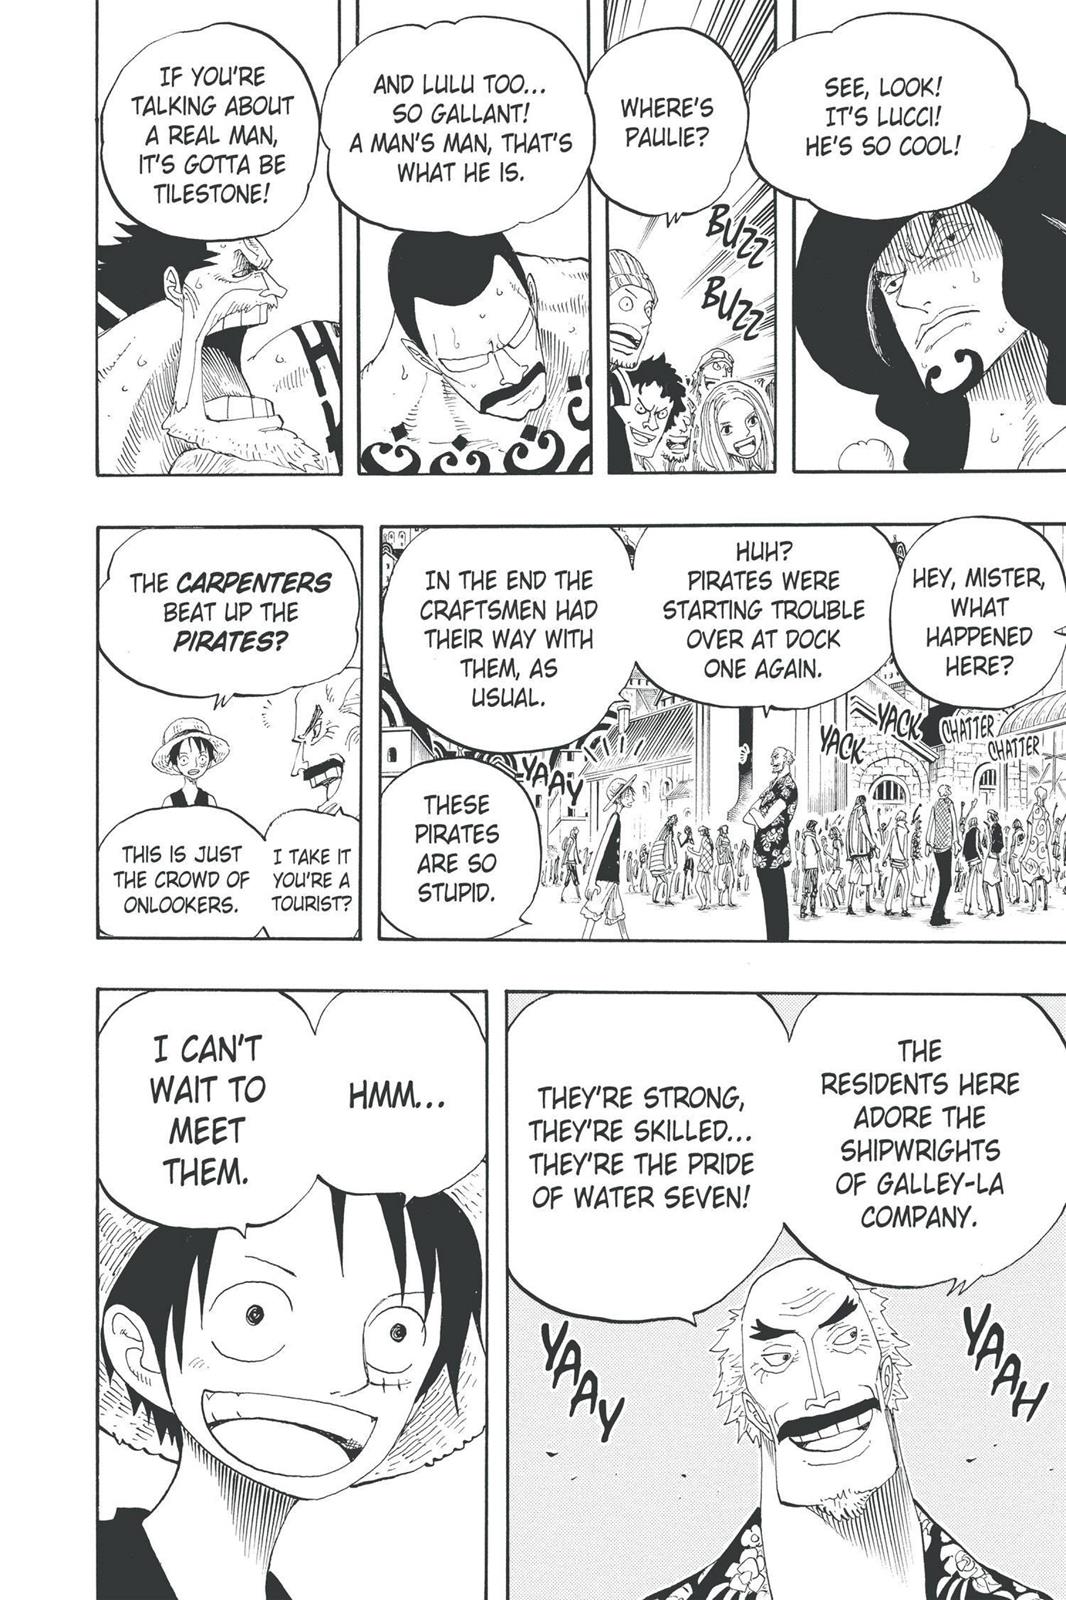 SEE, LOOK!
IT'S LUCCI!
HE'S SO COOL!
WHERE'S
PAULIE?
BUZZ
BUZZ
AND LULU TOO...
SO GALLANT!
A MAN'S MAN, THAT'S
WHAT HE IS.
IF YOU'RE
TALKING ABOUT
A REAL MAN,
IT'S GOTTA BE
TILESTONE!
HEY, MISTER,
WHAT
HAPPENED
HERE?
CHATTER
CHATTER
YACK
YACK
HUH?
PIRATES WERE
STARTING TROUBLE
OVER AT DOCK
ONE AGAIN.
IN THE END THE
CRAFTSMEN HAD
THEIR WAY WITH
THEM, AS
USUAL.
YAAY
THESE
PIRATES
ARE SO
STUPID.
THE CARPENTERS
BEAT UP THE
PIRATES?
I TAKE IT
YOU'RE A
TOURIST?
THIS IS JUST
THE CROWD OF
ONLOOKERS.
THE
RESIDENTS HERE
ADORE THE
SHIPWRIGHTS
OF GALLEY-LA
COMPANY.
THEY'RE STRONG,
THEY'RE SKILLED...
THEY'RE THE PRIDE
OF WATER SEVEN!
YAAH
YAAY
HMM...
I CAN'T
WAIT TO
MEET
THEM.